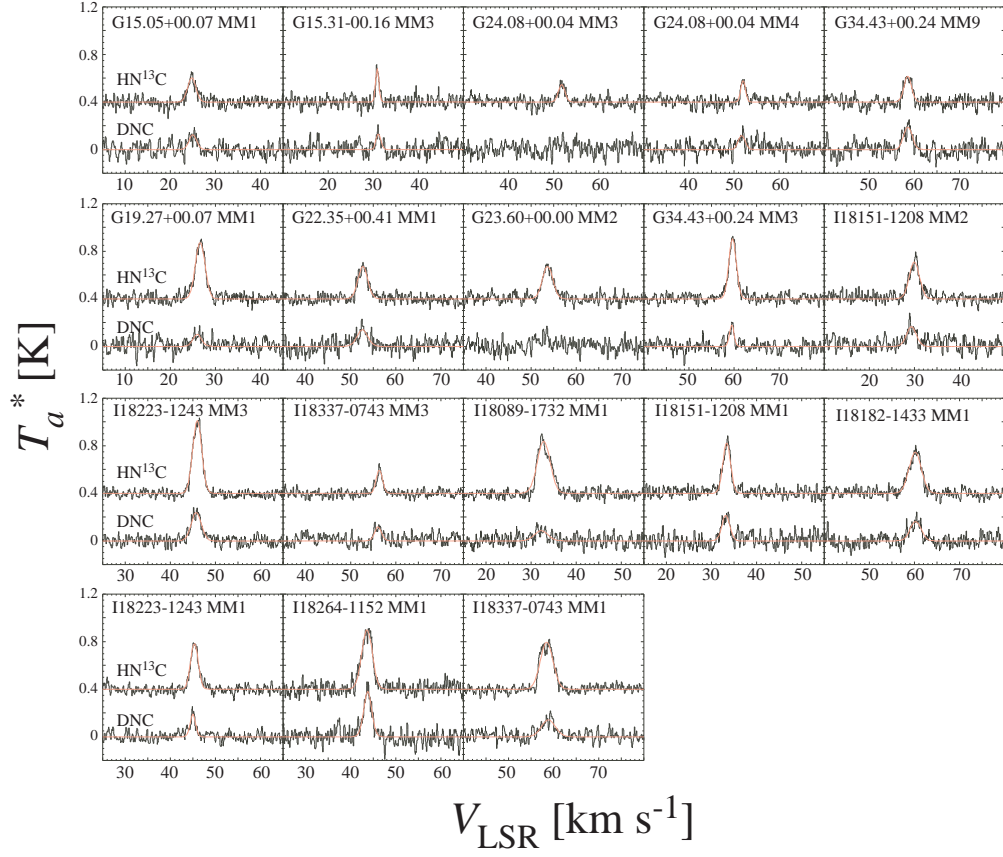 G15.05+00.07 MM1 G15.31-00.16 MM3 G24.08+00.04 MM3 G24.08+00.04 MM4 G34.43+00.24 MM9
1.2
0.8
HN¹³C
0.4
DNC
0
10 20 30 40 20 30 40 40 50 60 70 40 50 60 70 50 60 70
G19.27+00.07 MM1 G22.35+00.41 MM1 G23.60+00.00 MM2 G34.43+00.24 MM3 I18151-1208 MM2
1.2
0.8
HN¹³C
0.4
DNC
0
10 20 30 40 40 50 60 70 40 50 60 70 50 60 70 10 20 30 40
I18223-1243 MM3 I18337-0743 MM3 I18089-1732 MM1 I18151-1208 MM1 I18182-1433 MM1
1.2
0.8
HN¹³C
0.4
DNC
0
30 40 50 60 40 50 60 70 20 30 40 50 20 30 40 50 50 60 70
I18223-1243 MM1 I18264-1152 MM1 I18337-0743 MM1
1.2
0.8
HN¹³C
0.4
DNC
0
30 40 50 60 30 40 50 60 50 60 70
Tₐ* [K]
V_LSR [km s⁻¹]